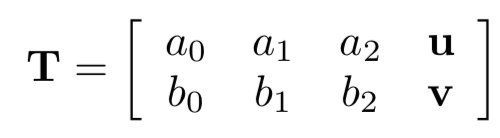 T = [ a₀ a₁ a₂ u
b₀ b₁ b₂ v ]